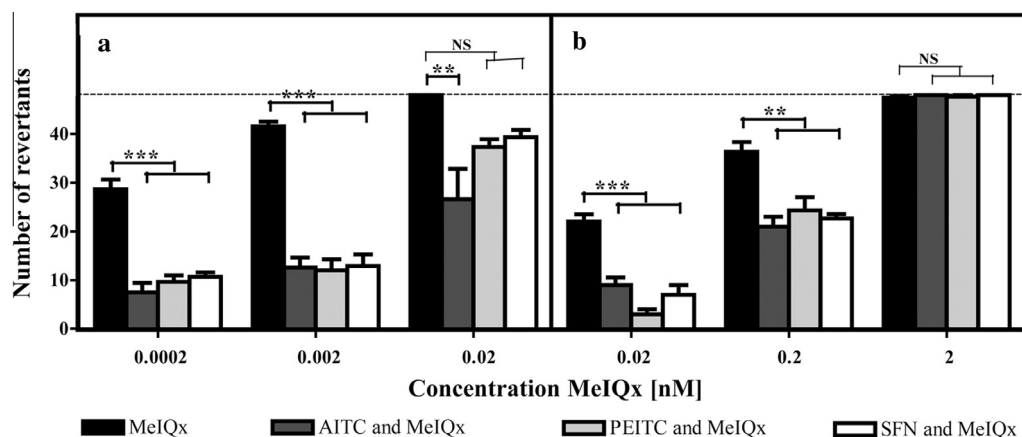 a
b
NS
**
***
***
NS
**
***
Number of revertants
40
30
20
10
0
0.0002
0.002
0.02
0.02
0.2
2
Concentration MeIQx [nM]
MeIQx
AITC and MeIQx
PEITC and MeIQx
SFN and MeIQx